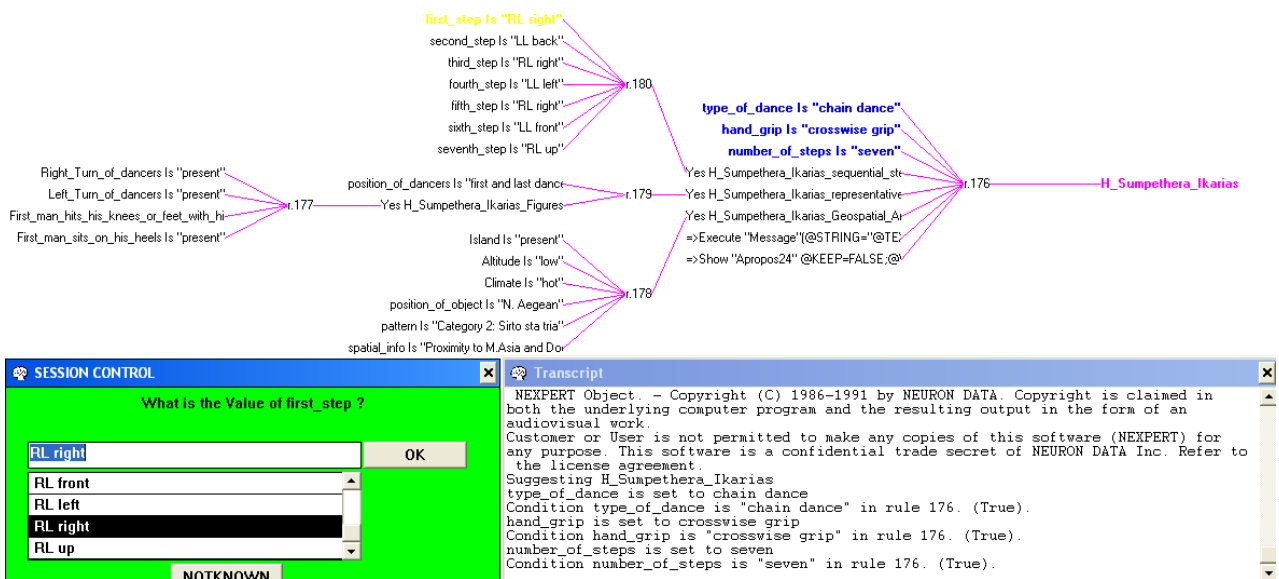 first_step Is "RL right"
second_step Is "LL back"
third_step Is "RL right"
fourth_step Is "LL left"
fifth_step Is "RL right"
sixth_step Is "LL front"
seventh_step Is "RL up"
r.180
type_of_dance Is "chain dance"
hand_grip Is "crosswise grip"
number_of_steps Is "seven"
Right_Turn_of_dancers Is "present"
Left_Turn_of_dancers Is "present"
First_man_hits_his_knees_or_feet_with_hi
First_man_sits_on_his_heels Is "present"
r.177
position_of_dancers Is "first and last dance
Yes H_Sumpethera_Ikarias_Figures
r.179
Yes H_Sumpethera_Ikarias_sequential_ste
Yes H_Sumpethera_Ikarias_representative
Yes H_Sumpethera_Ikarias_Geospatial_A
=>Execute "Message"(@STRING="@TE
=>Show "Apropos24" @KEEP=FALSE;@
r.176
H_Sumpethera_Ikarias
Island Is "present"
Altitude Is "low"
Climate Is "hot"
position_of_object Is "N. Aegean"
pattern Is "Category 2: Sirto sta tria"
spatial_info Is "Proximity to M.Asia and Do
r.178
SESSION CONTROL
What is the Value of first_step ?
RL right
OK
RL front
RL left
RL right
RL up
NOTKNOWN
Transcript
NEXPERT Object. - Copyright (C) 1986-1991 by NEURON DATA. Copyright is claimed in
both the underlying computer program and the resulting output in the form of an
audiovisual work.
Customer or User is not permitted to make any copies of this software (NEXPERT) for
any purpose. This software is a confidential trade secret of NEURON DATA Inc. Refer to
the license agreement.
Suggesting H_Sumpethera_Ikarias
type_of_dance is set to chain dance
Condition type_of_dance is "chain dance" in rule 176. (True).
hand_grip is set to crosswise grip
Condition hand_grip is "crosswise grip" in rule 176. (True).
number_of_steps is set to seven
Condition number_of_steps is "seven" in rule 176. (True).